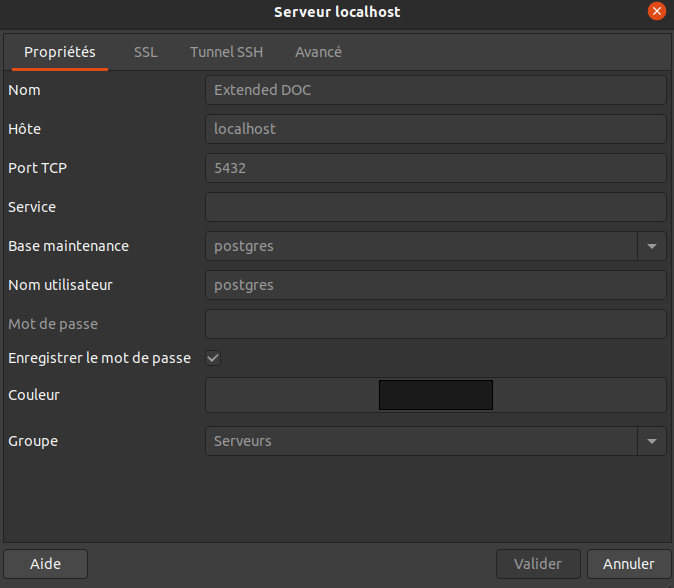 Serveur localhost
Propriétés SSL Tunnel SSH Avancé
Nom Extended DOC
Hôte localhost
Port TCP 5432
Service
Base maintenance postgres
Nom utilisateur postgres
Mot de passe
Enregistrer le mot de passe
Couleur
Groupe Serveurs
Aide Valider Annuler